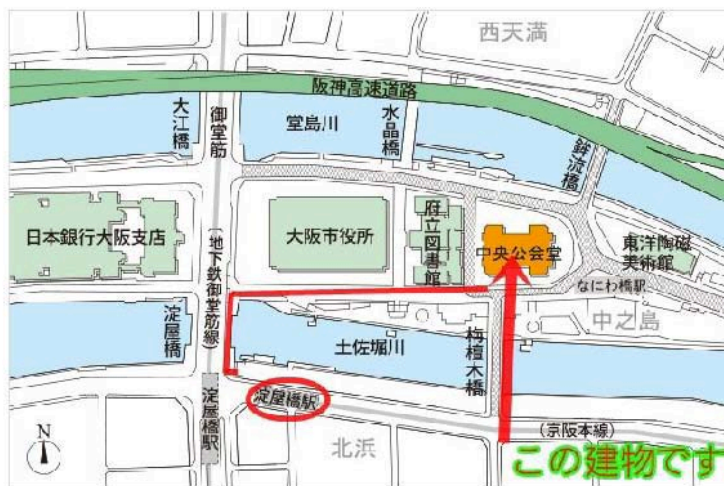 西天満
阪神高速道路
大江橋
御堂筋
堂島川
水晶橋
鉾流橋
日本銀行大阪支店
大阪市役所
府立図書館
中央公会堂
東洋陶磁
美術館
なにわ橋駅
(地下鉄御堂筋線)
中之島
淀屋橋
土佐堀川
栴檀木橋
淀屋橋駅
淀屋橋駅
(京阪本線)
N
北浜
この建物です